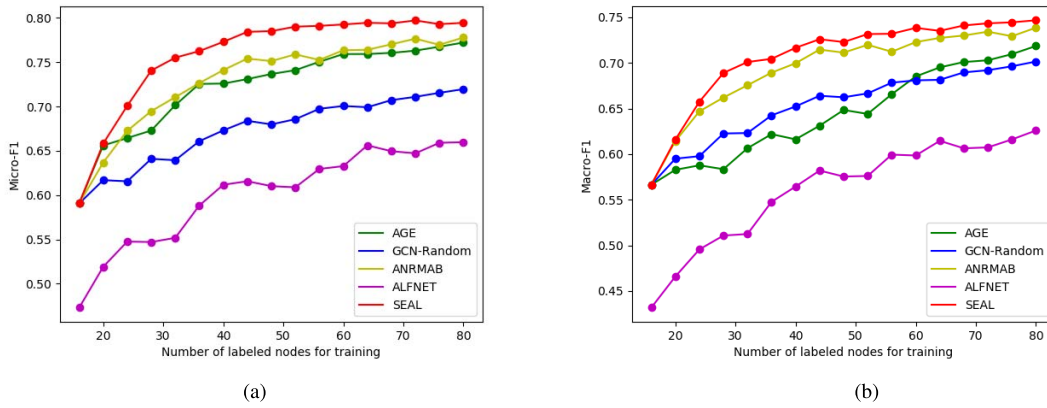 0.80
0.75
0.70
0.65
0.60
0.55
0.50
Micro-F1
20 30 40 50 60 70 80
Number of labeled nodes for training
AGE
GCN-Random
ANRMAB
ALFNET
SEAL
(a)
0.75
0.70
0.65
0.60
0.55
0.50
0.45
Macro-F1
20 30 40 50 60 70 80
Number of labeled nodes for training
AGE
GCN-Random
ANRMAB
ALFNET
SEAL
(b)